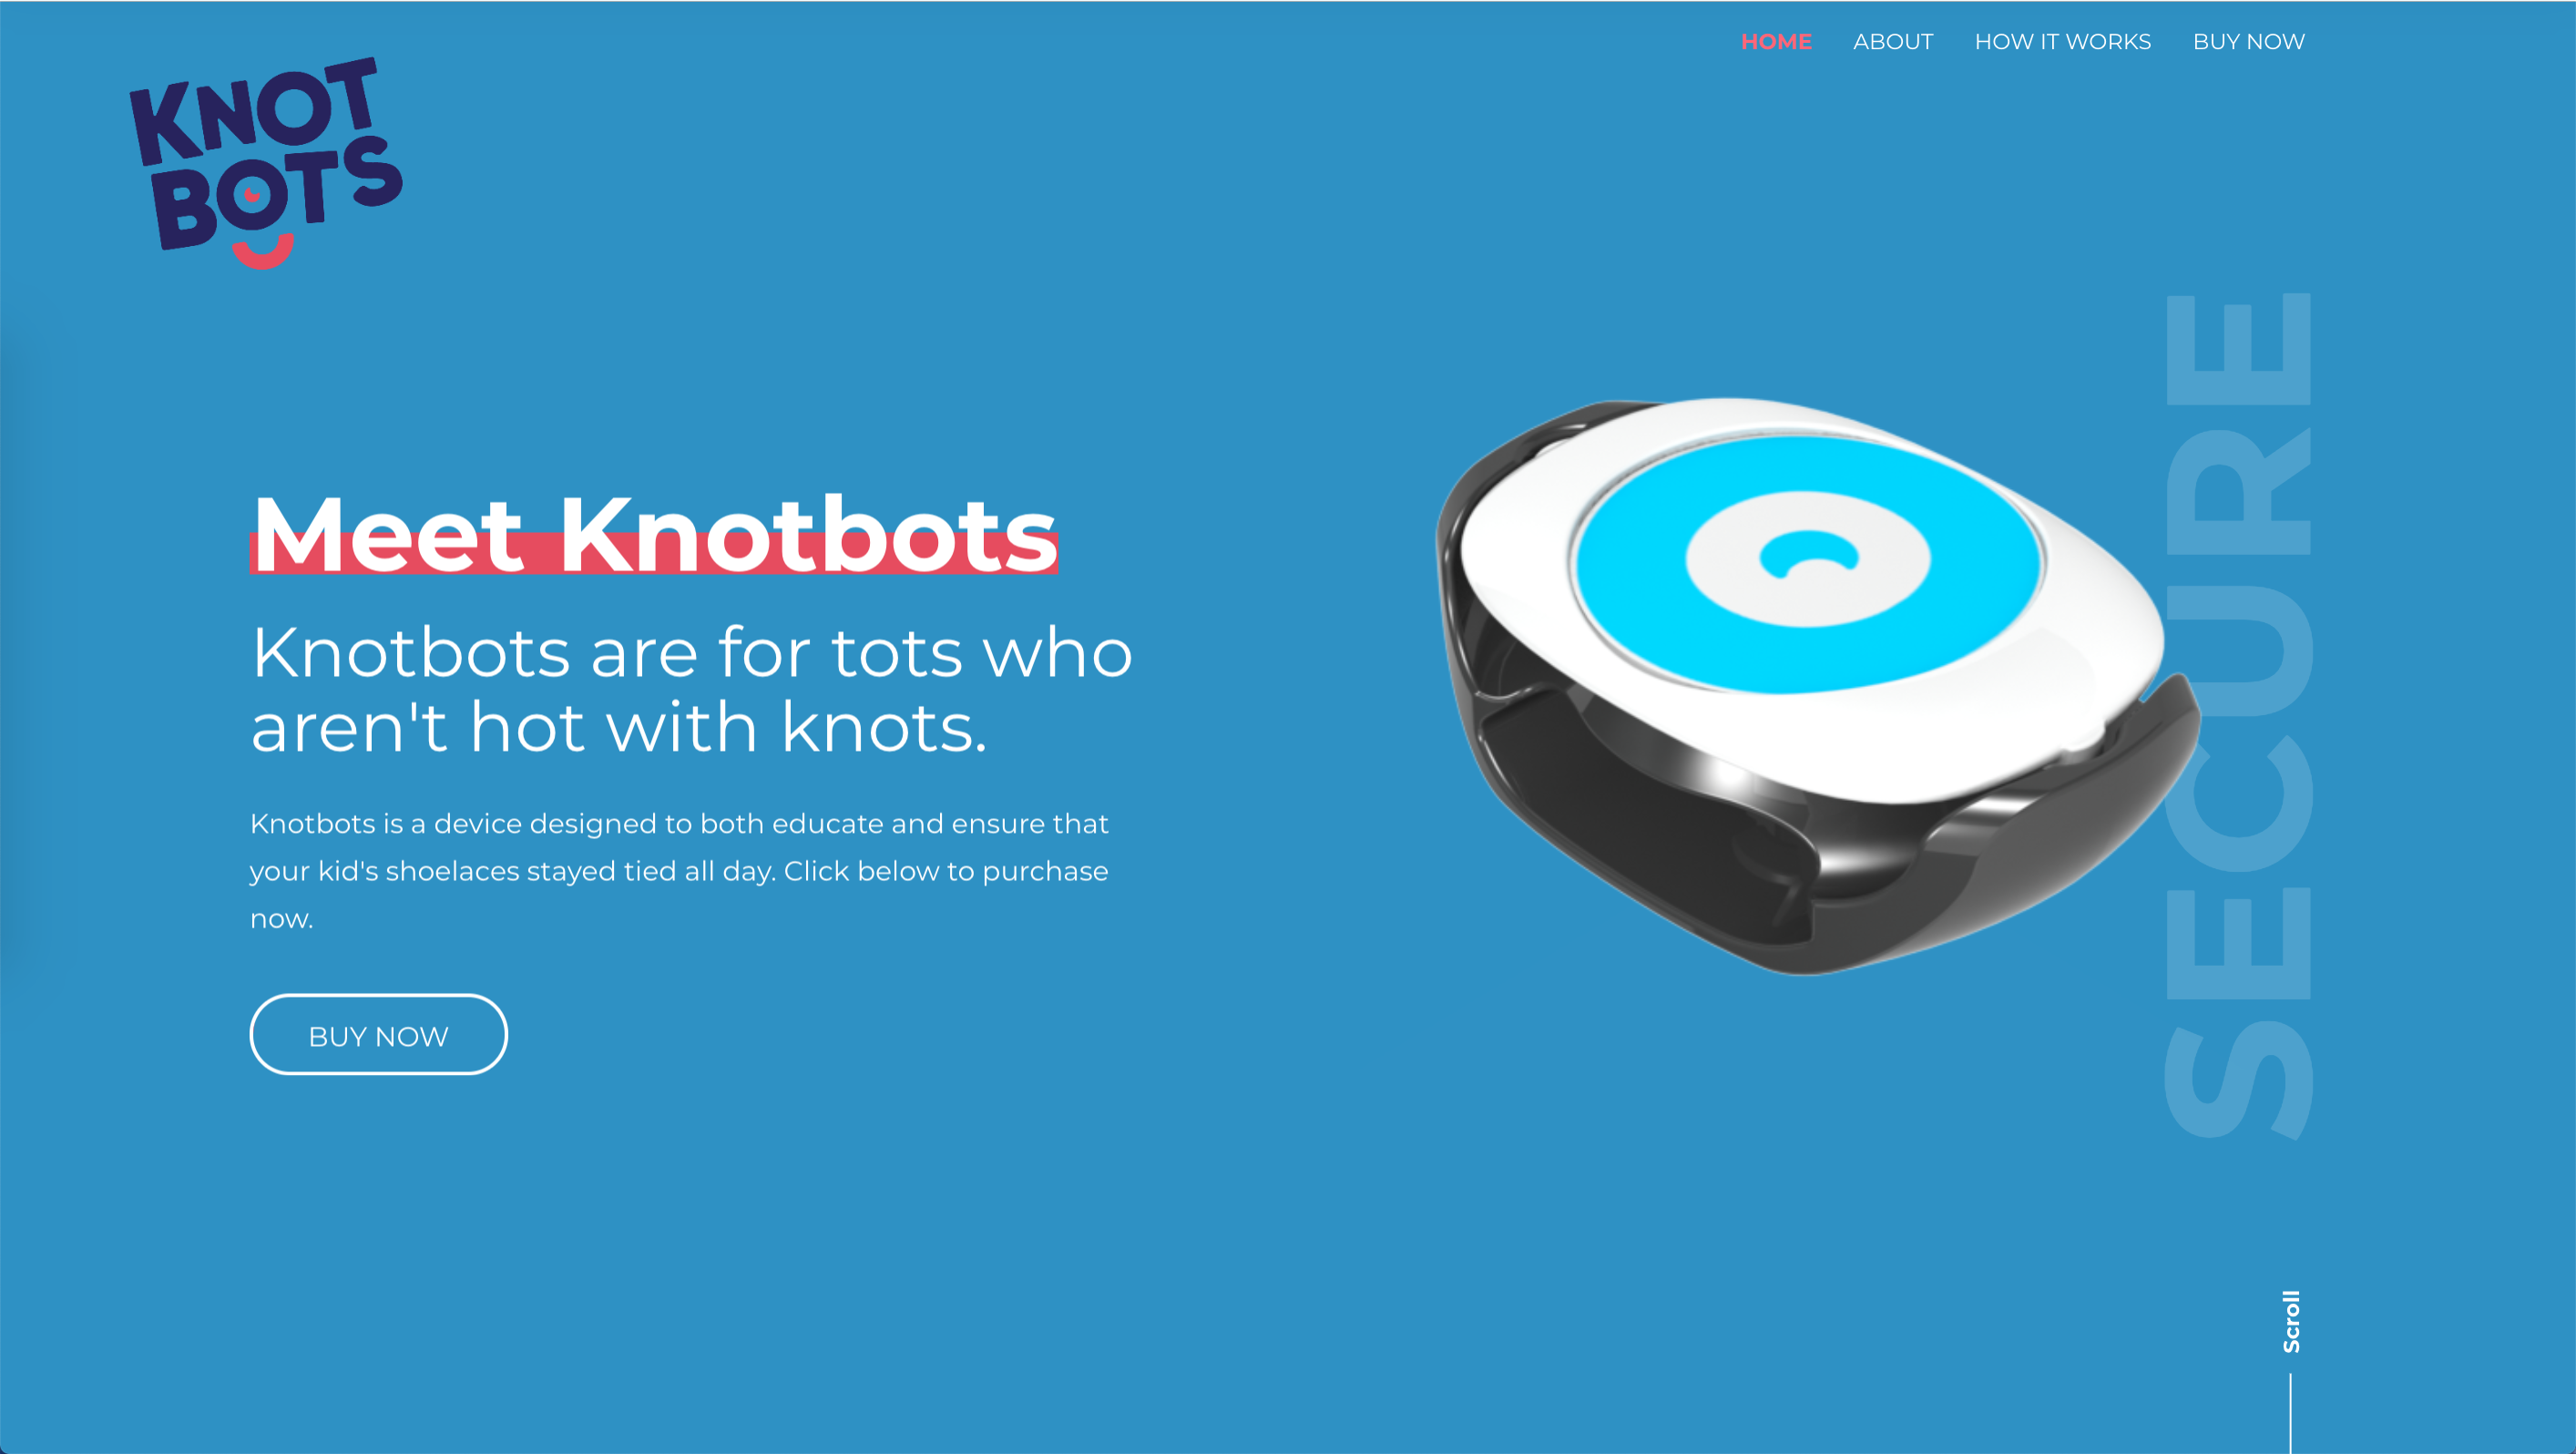 HOME ABOUT HOW IT WORKS BUY NOW
KNOT
BOTS
Meet Knotbots
Knotbots are for tots who
aren't hot with knots.
Knotbots is a device designed to both educate and ensure that
your kid's shoelaces stayed tied all day. Click below to purchase
now.
BUY NOW
SECURE
Scroll